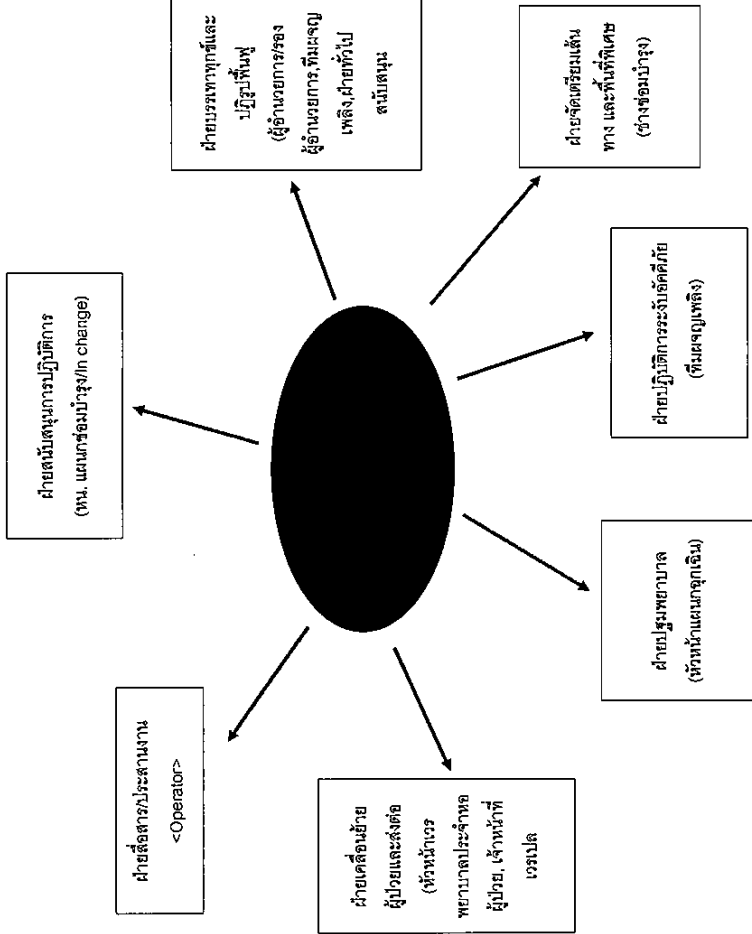 ฝ่ายสื่อสาร/ประสานงาน
<Operator>
ฝ่ายสนับสนุนการปฏิบัติการ
(หน. แผนกซ่อมบำรุง/In change)
ฝ่ายบรรเทาทุกข์และ
ปฏิรูปฟื้นฟู
(ผู้อำนวยการ/รอง
ผู้อำนวยการ,ทีมผจญ
เพลิง,ฝ่ายทั่วไป
สนับสนุน
ฝ่ายเคลื่อนย้าย
ผู้ป่วยและส่งต่อ
(หัวหน้าเวร
พยาบาลประจำหอ
ผู้ป่วย, เจ้าหน้าที่
เวรเปล
ฝ่ายปฐมพยาบาล
(หัวหน้าแผนกฉุกเฉิน)
ฝ่ายปฏิบัติการระงับอัคคีภัย
(ทีมผจญเพลิง)
ฝ่ายจัดเตรียมเส้น
ทาง และพื้นที่พิเศษ
(ช่างซ่อมบำรุง)